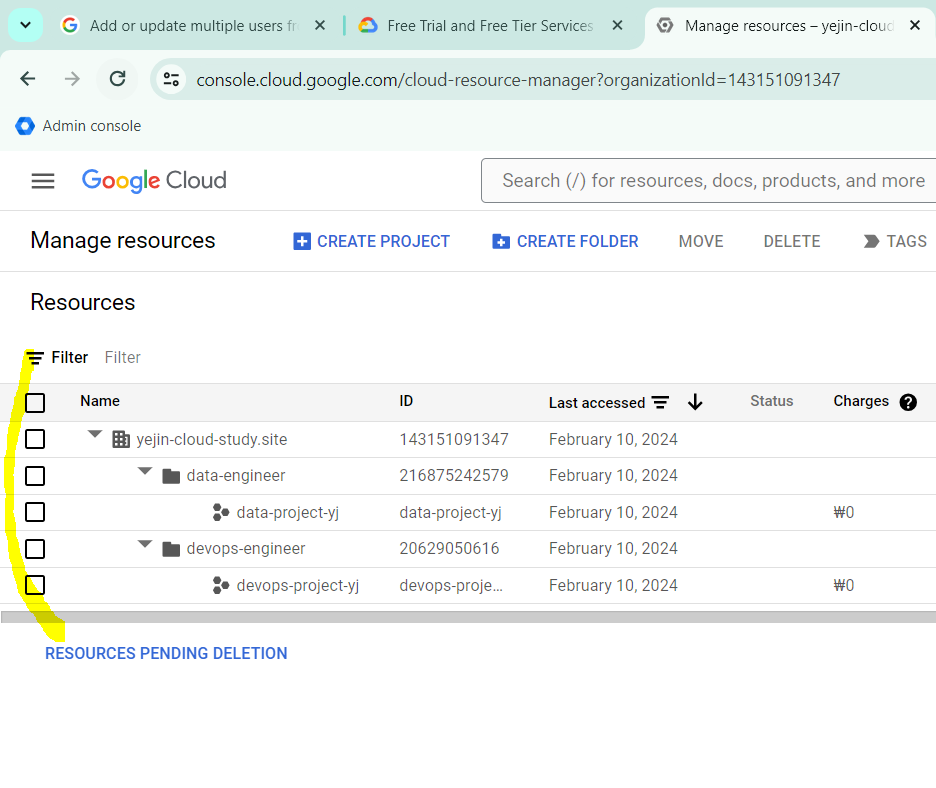 Add or update multiple users fr
Free Trial and Free Tier Services
Manage resources – yejin-cloud
console.cloud.google.com/cloud-resource-manager?organizationId=143151091347
Admin console
Google Cloud
Search (/) for resources, docs, products, and more
Manage resources CREATE PROJECT CREATE FOLDER MOVE DELETE TAGS
Resources
Filter Filter
Name ID Last accessed Status Charges ?
yejin-cloud-study.site 143151091347 February 10, 2024
data-engineer 216875242579 February 10, 2024
data-project-yj data-project-yj February 10, 2024 ₩0
devops-engineer 20629050616 February 10, 2024
devops-project-yj devops-proje... February 10, 2024 ₩0
RESOURCES PENDING DELETION